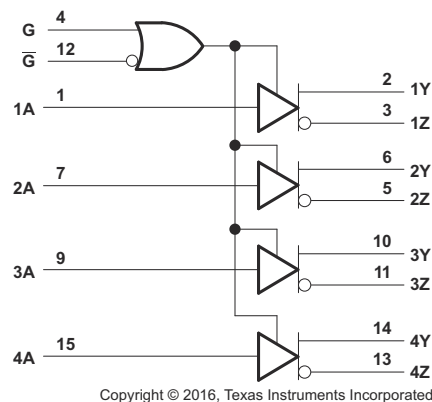 G 4
G̅ 12
1A 1
2 1Y
3 1Z
2A 7
6 2Y
5 2Z
3A 9
10 3Y
11 3Z
4A 15
14 4Y
13 4Z
Copyright © 2016, Texas Instruments Incorporated